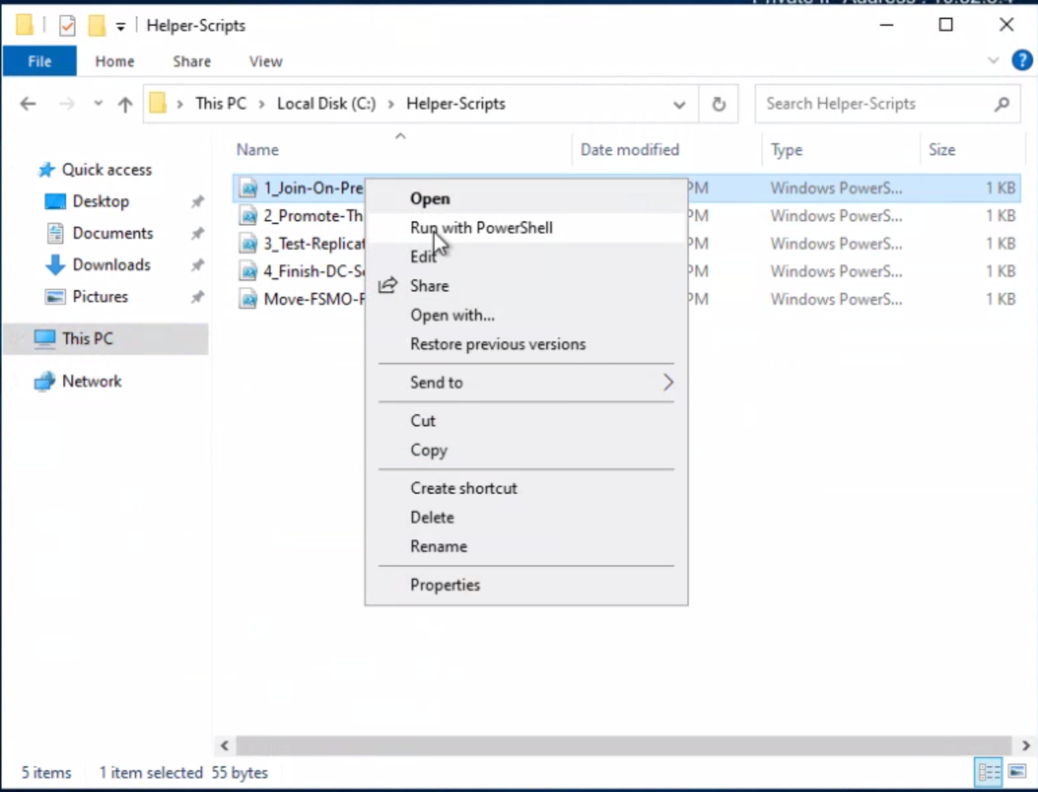 Helper-Scripts
File Home Share View
This PC Local Disk (C:) Helper-Scripts Search Helper-Scripts
Name Date modified Type Size
Quick access
Desktop
Documents
Downloads
Pictures
This PC
Network
1_Join-On-Pre PM Windows PowerS... 1 KB
2_Promote-Th PM Windows PowerS... 1 KB
3_Test-Replicat PM Windows PowerS... 1 KB
4_Finish-DC-Se PM Windows PowerS... 1 KB
Move-FSMO-R PM Windows PowerS... 1 KB
Open
Run with PowerShell
Edit
Share
Open with...
Restore previous versions
Send to
Cut
Copy
Create shortcut
Delete
Rename
Properties
5 items 1 item selected 55 bytes